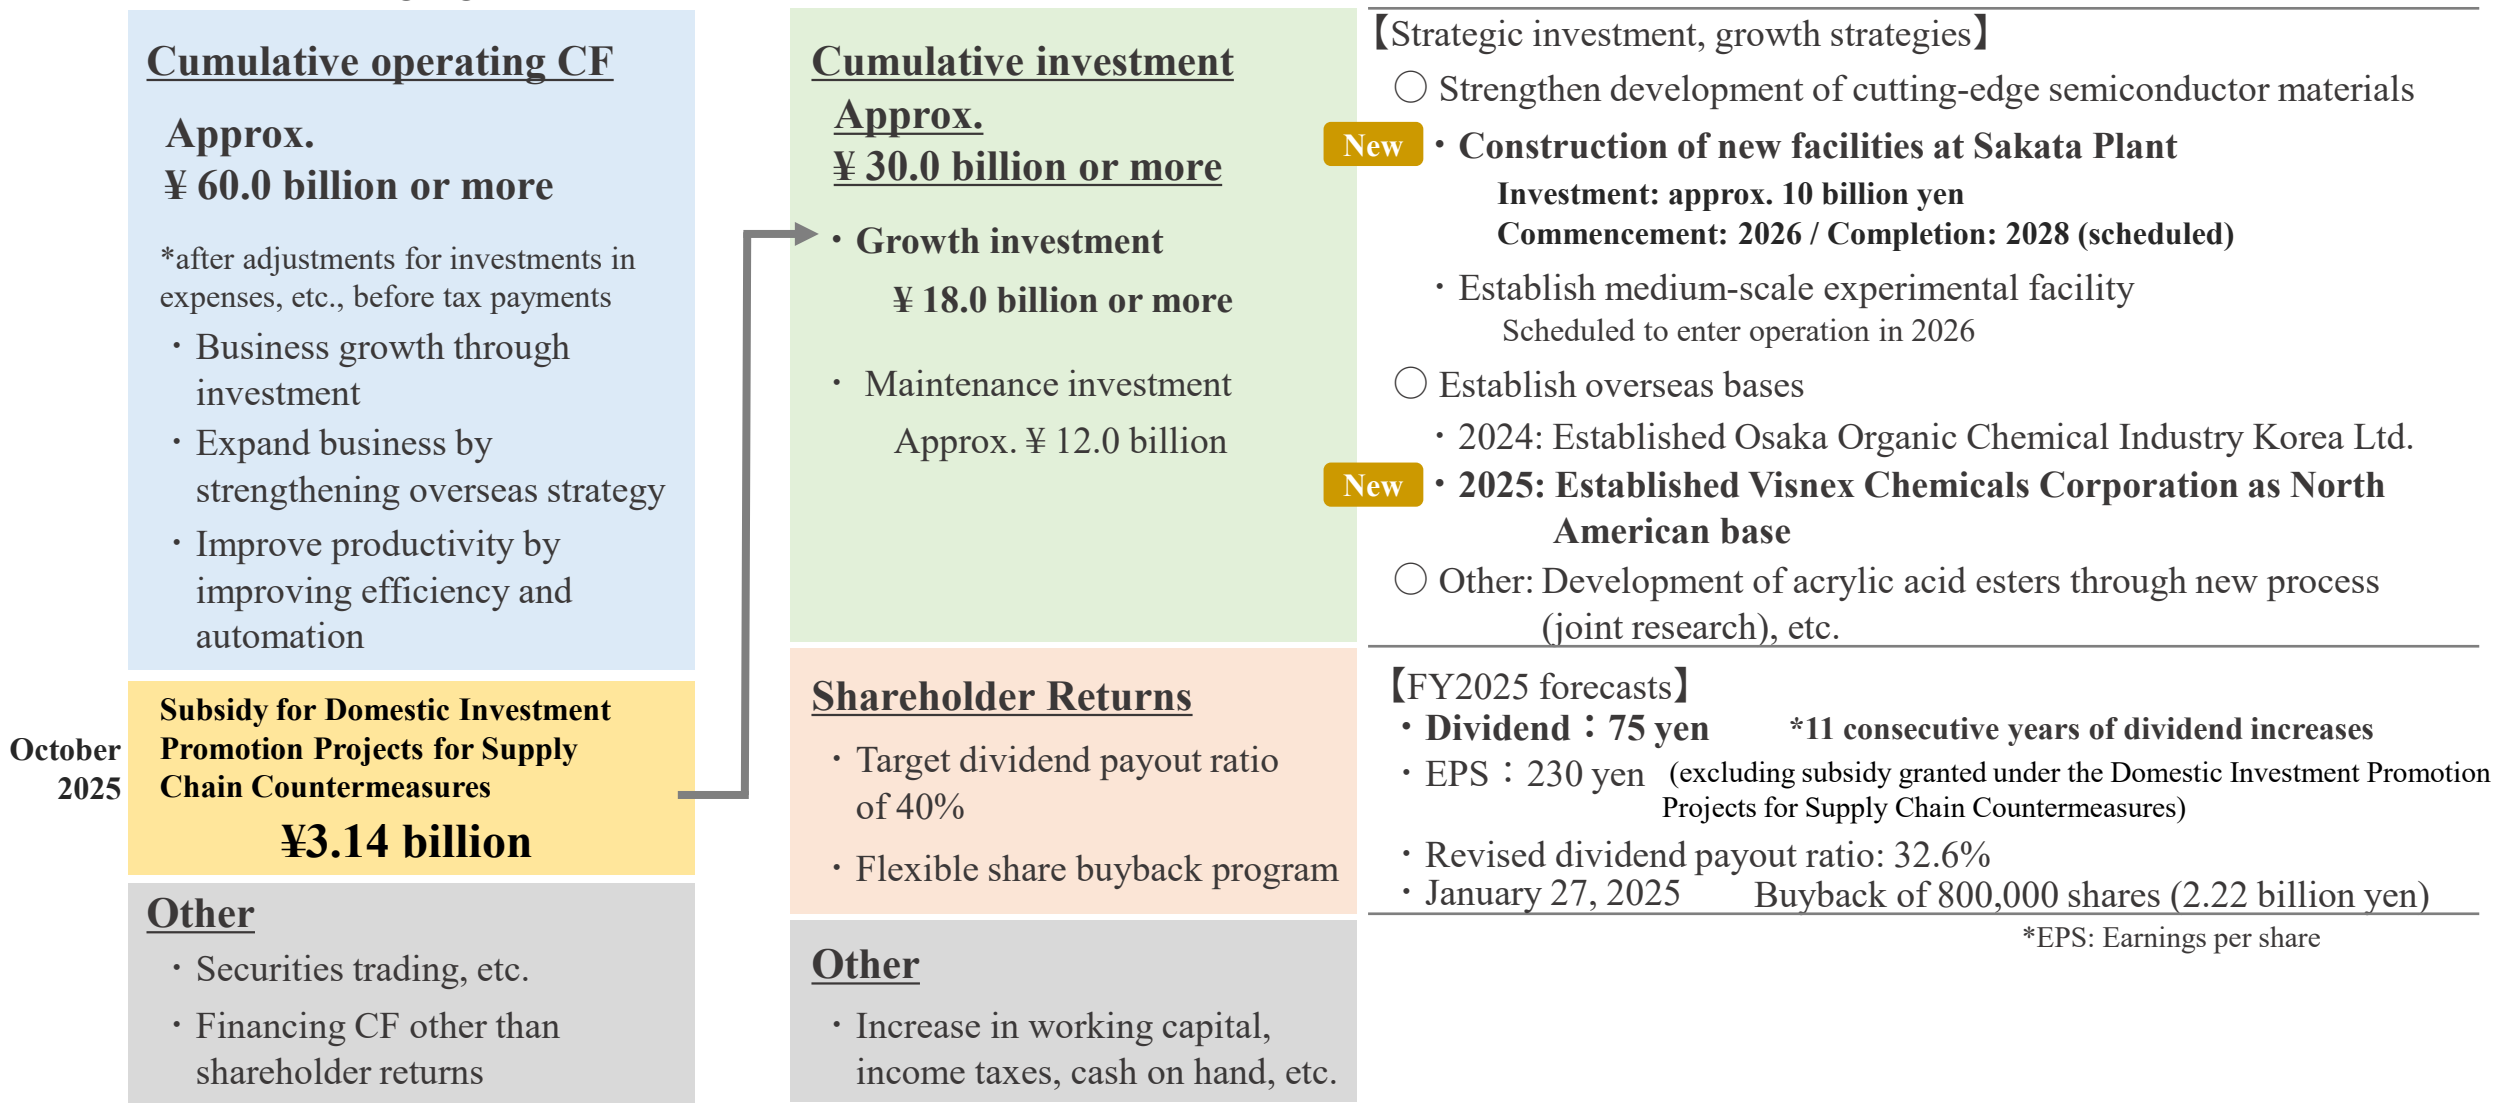 Cumulative operating CF
Approx.
¥ 60.0 billion or more
*after adjustments for investments in
expenses, etc., before tax payments
・Business growth through
investment
・Expand business by
strengthening overseas strategy
・Improve productivity by
improving efficiency and
automation
October
2025
Subsidy for Domestic Investment
Promotion Projects for Supply
Chain Countermeasures
¥3.14 billion
Other
・Securities trading, etc.
・Financing CF other than
shareholder returns
Cumulative investment
Approx.
¥ 30.0 billion or more
・Growth investment
¥ 18.0 billion or more
・ Maintenance investment
Approx. ¥ 12.0 billion
Shareholder Returns
・Target dividend payout ratio
of 40%
・Flexible share buyback program
Other
・Increase in working capital,
income taxes, cash on hand, etc.
【Strategic investment, growth strategies】
○ Strengthen development of cutting-edge semiconductor materials
New ・Construction of new facilities at Sakata Plant
Investment: approx. 10 billion yen
Commencement: 2026 / Completion: 2028 (scheduled)
・Establish medium-scale experimental facility
Scheduled to enter operation in 2026
○ Establish overseas bases
・2024: Established Osaka Organic Chemical Industry Korea Ltd.
New ・2025: Established Visnex Chemicals Corporation as North
American base
○ Other: Development of acrylic acid esters through new process
(joint research), etc.
【FY2025 forecasts】
・Dividend：75 yen *11 consecutive years of dividend increases
・EPS：230 yen (excluding subsidy granted under the Domestic Investment Promotion
Projects for Supply Chain Countermeasures)
・Revised dividend payout ratio: 32.6%
・January 27, 2025 Buyback of 800,000 shares (2.22 billion yen)
*EPS: Earnings per share